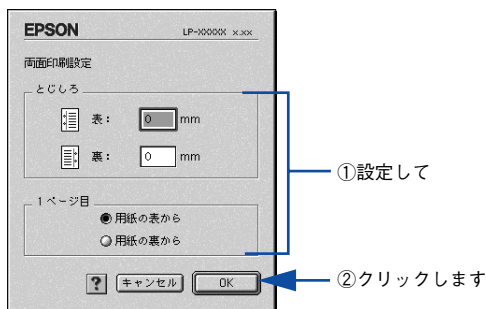 EPSON LP-XXXXX x.xx
両面印刷設定
とじしろ
表： 0 mm
裏： 0 mm
①設定して
1ページ目
用紙の表から
用紙の裏から
? キャンセル OK ②クリックします